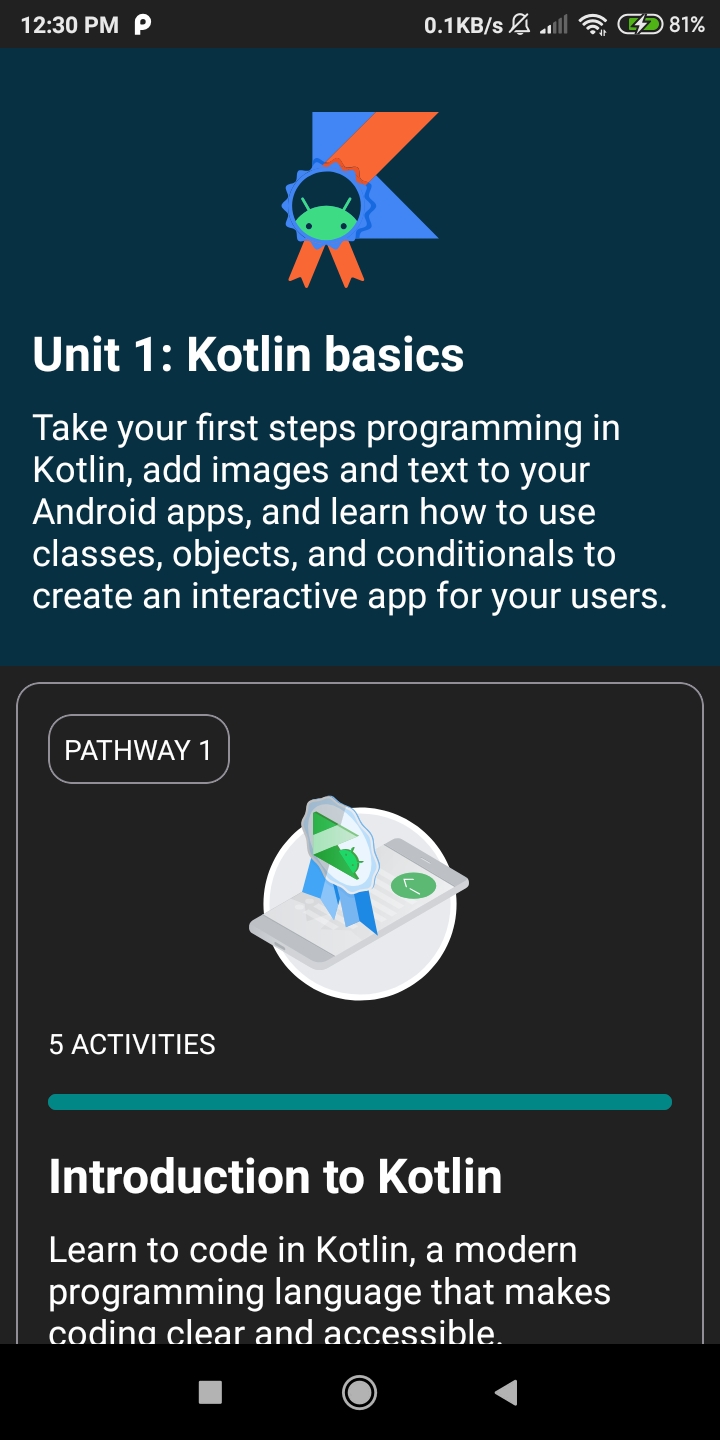 12:30 PM
0.1KB/s
81%
Unit 1: Kotlin basics
Take your first steps programming in
Kotlin, add images and text to your
Android apps, and learn how to use
classes, objects, and conditionals to
create an interactive app for your users.
PATHWAY 1
5 ACTIVITIES
Introduction to Kotlin
Learn to code in Kotlin, a modern
programming language that makes
coding clear and accessible.